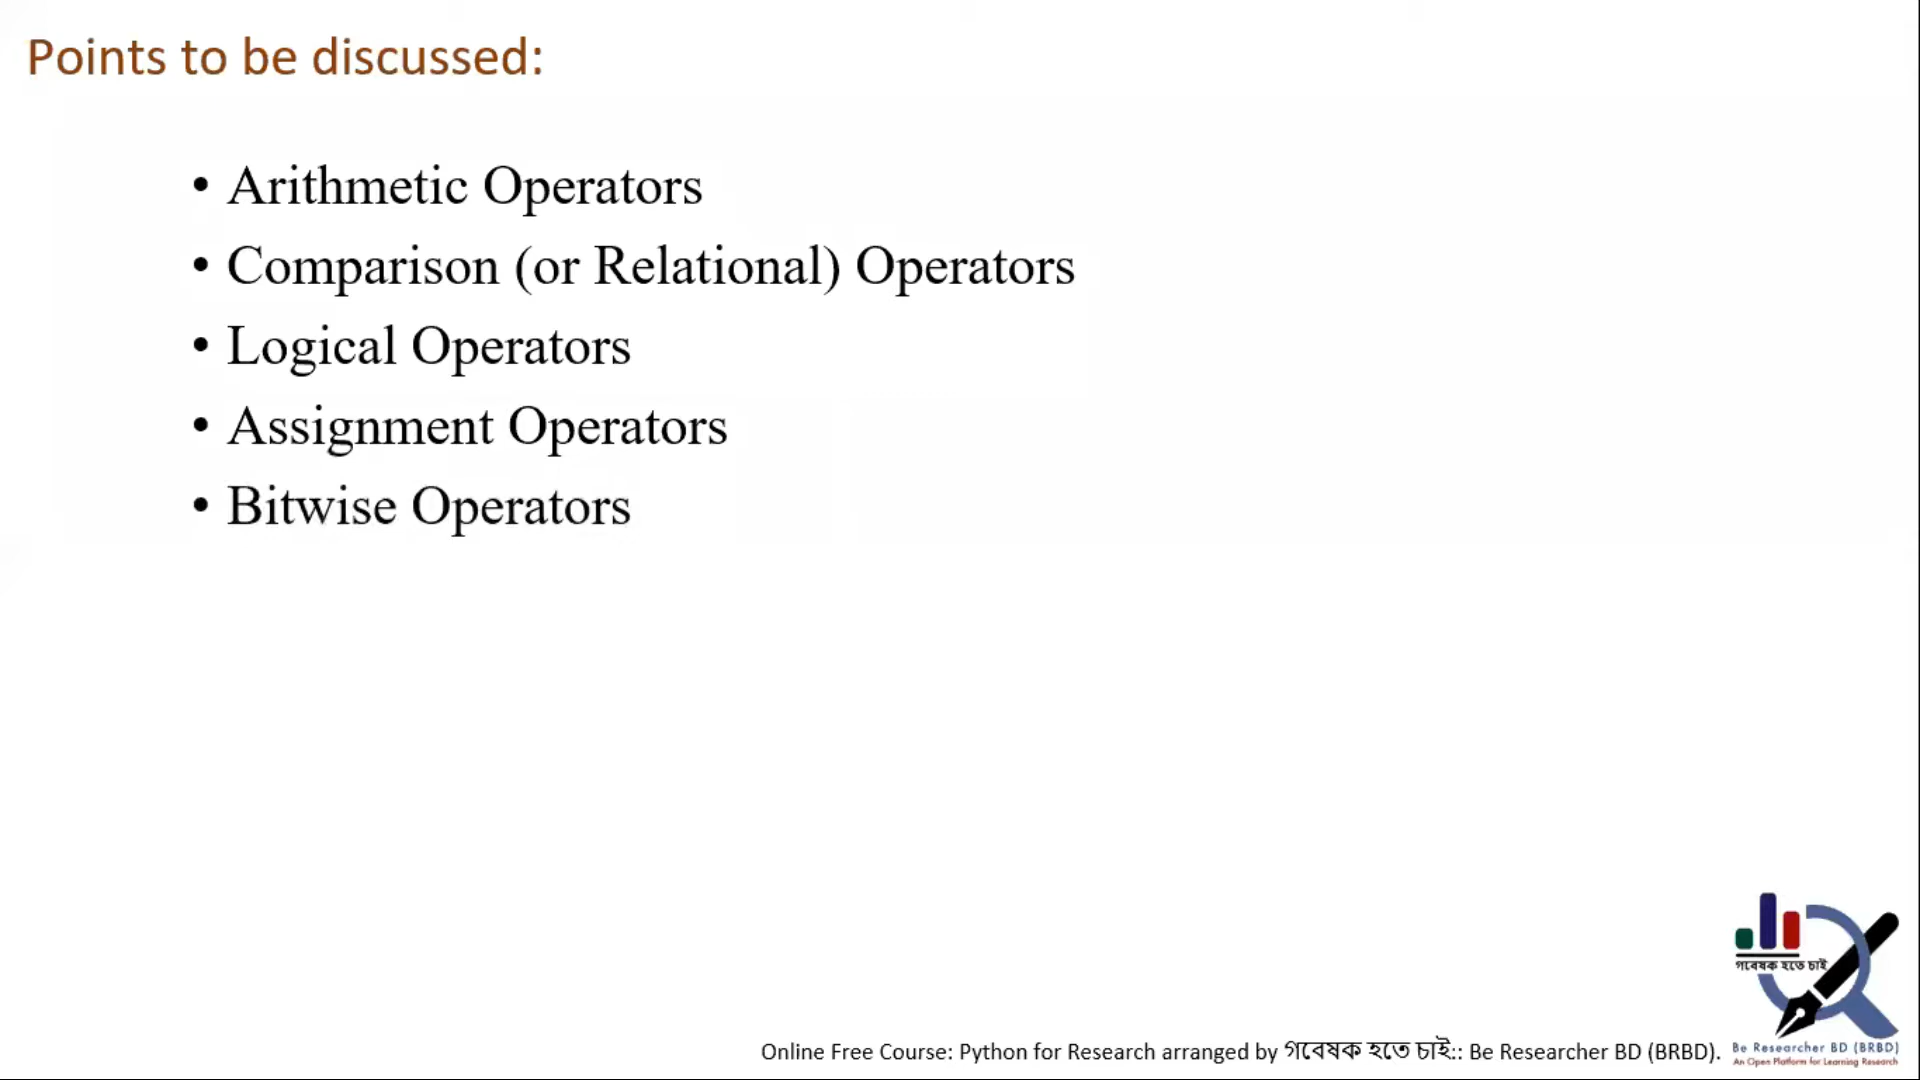 Points to be discussed:
• Arithmetic Operators
• Comparison (or Relational) Operators
• Logical Operators
• Assignment Operators
• Bitwise Operators
গবেষক হতে চাই
Online Free Course: Python for Research arranged by গবেষক হতে চাই:: Be Researcher BD (BRBD).
Be Researcher BD (BRBD)
An Open Platform for Learning Research